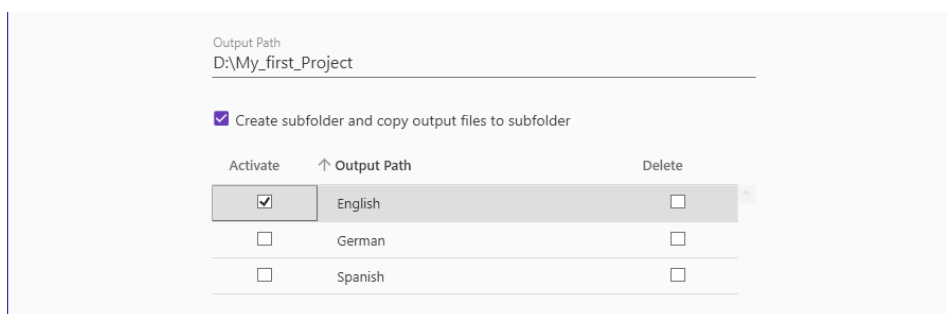 Output Path
D:\My_first_Project
Create subfolder and copy output files to subfolder
Activate ↑ Output Path Delete
English
German
Spanish